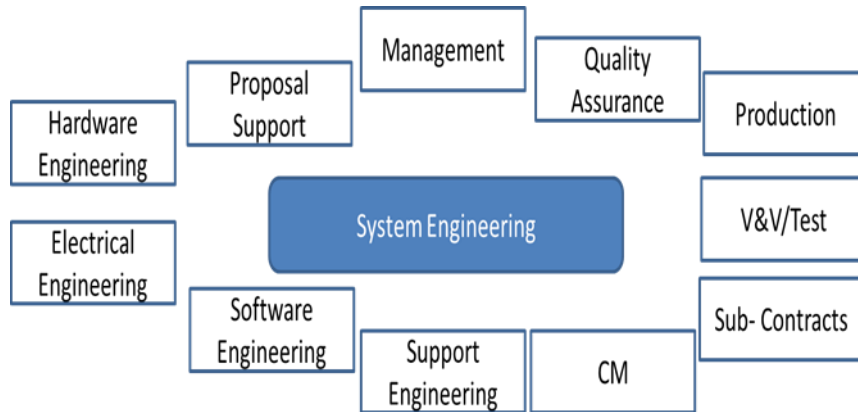 Management
Quality
Assurance
Proposal
Support
Production
Hardware
Engineering
System Engineering
V&V/Test
Electrical
Engineering
Sub- Contracts
Software
Engineering
Support
Engineering
CM